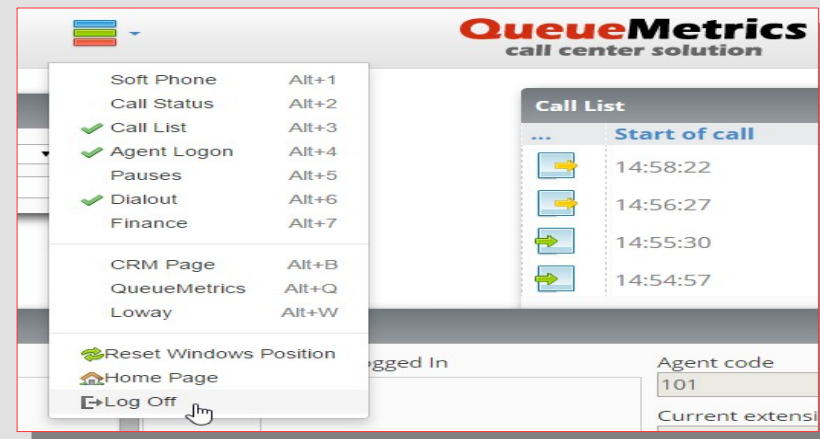 QueueMetrics
call center solution
Soft Phone Alt+1
Call Status Alt+2
Call List Alt+3
Agent Logon Alt+4
Pauses Alt+5
Dialout Alt+6
Finance Alt+7
CRM Page Alt+B
QueueMetrics Alt+Q
Loway Alt+W
Reset Windows Position
Home Page
Log Off
Call List
... Start of call
14:58:22
14:56:27
14:55:30
14:54:57
gged In
Agent code
101
Current extensi